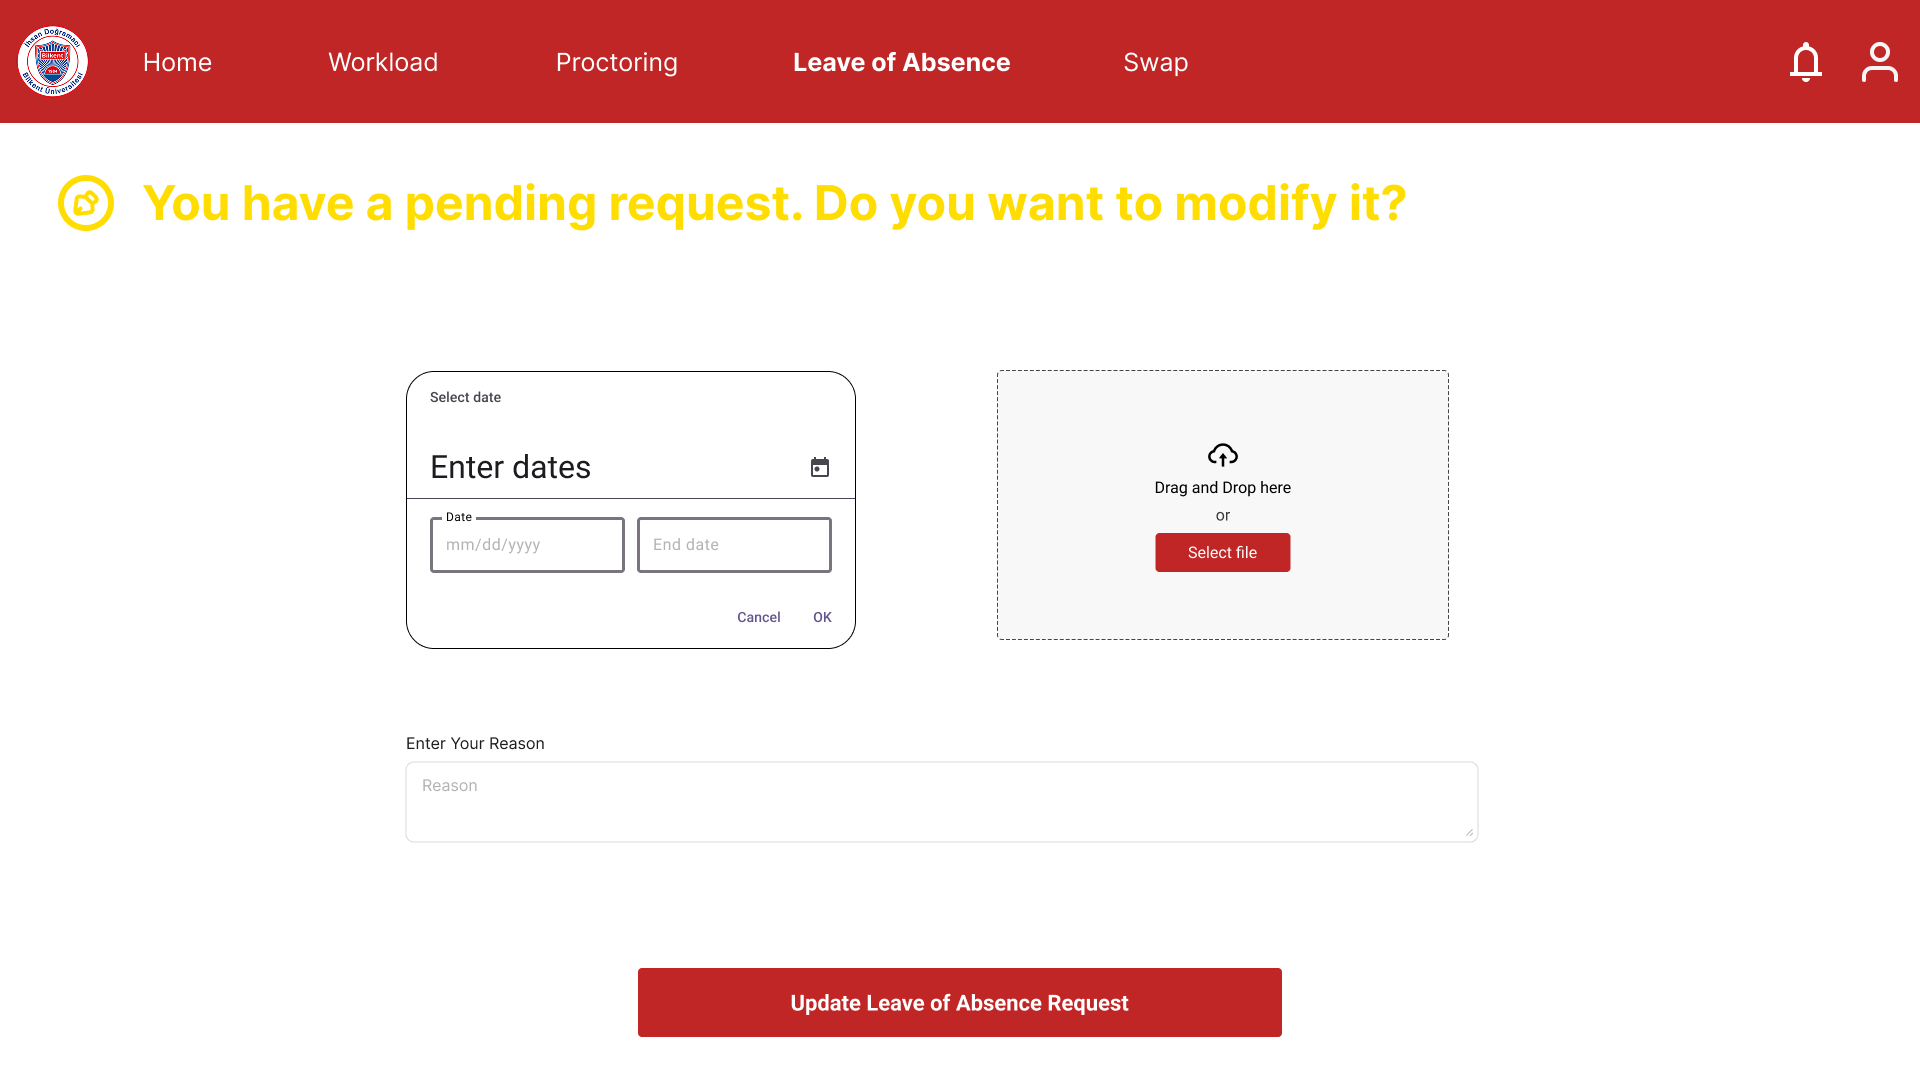 İhsan Doğramacı
Bilkent Üniversitesi
Home
Workload
Proctoring
Leave of Absence
Swap
You have a pending request. Do you want to modify it?
Select date
Enter dates
Date
mm/dd/yyyy
End date
Cancel
OK
Drag and Drop here
or
Select file
Enter Your Reason
Reason
Update Leave of Absence Request